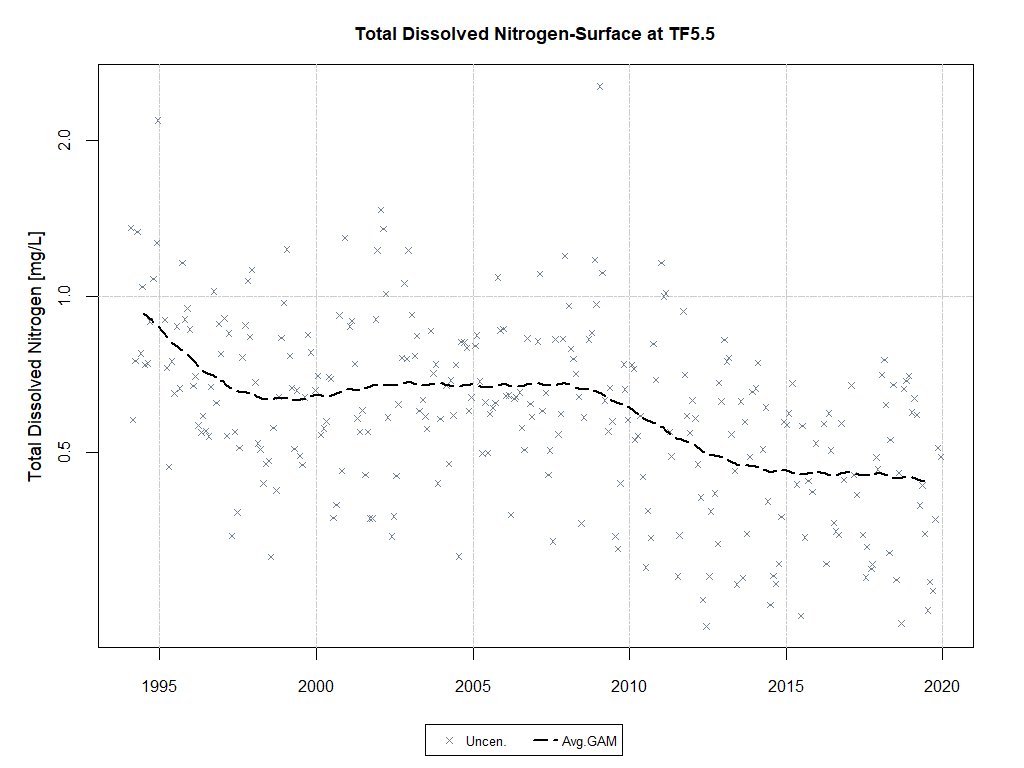 Total Dissolved Nitrogen-Surface at TF5.5
Total Dissolved Nitrogen [mg/L]
2.0
1.0
0.5
1995 2000 2005 2010 2015 2020
Uncen. Avg.GAM